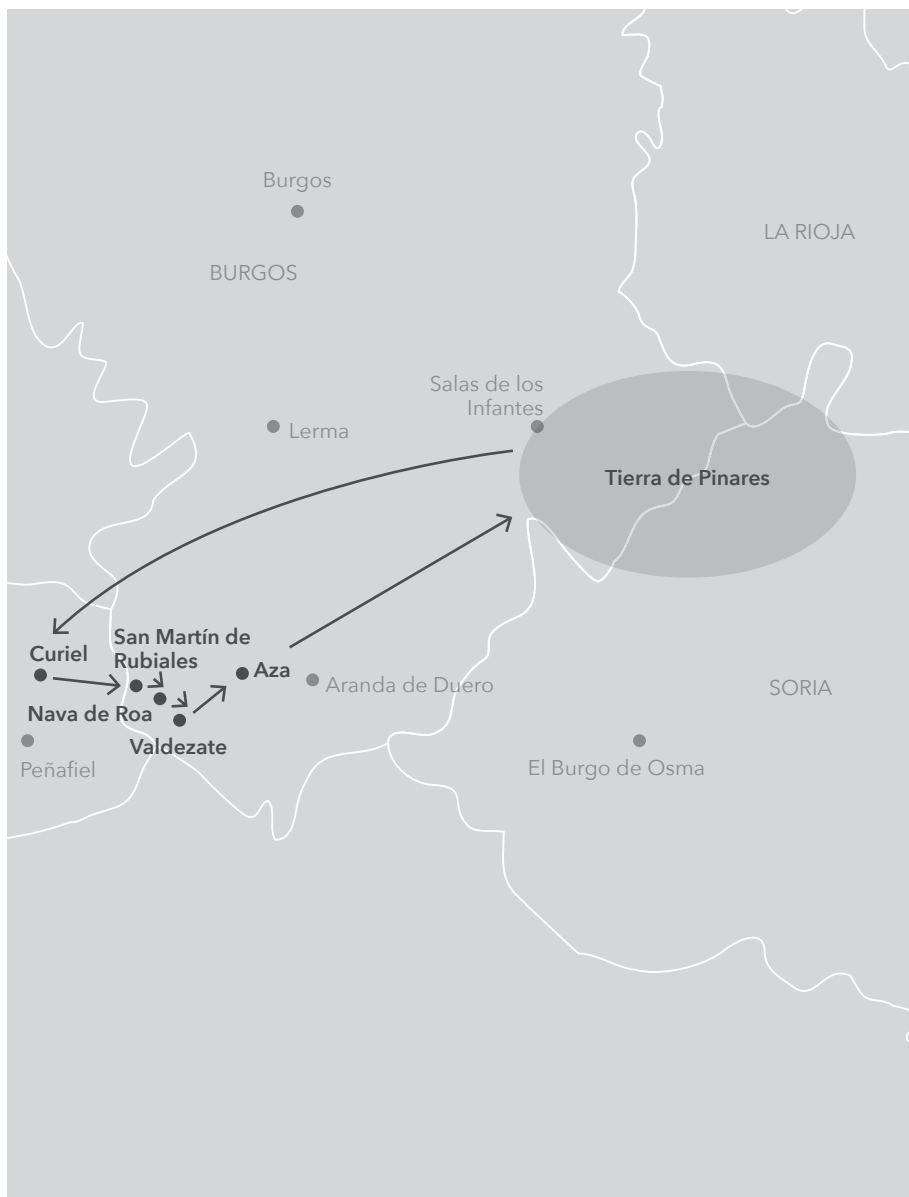 Burgos
LA RIOJA
BURGOS
Salas de los
Infantes
Lerma
Tierra de Pinares
San Martín de
Rubiales
Curiel
Aza
Aranda de Duero
SORIA
Nava de Roa
Valdezate
Peñafiel
El Burgo de Osma